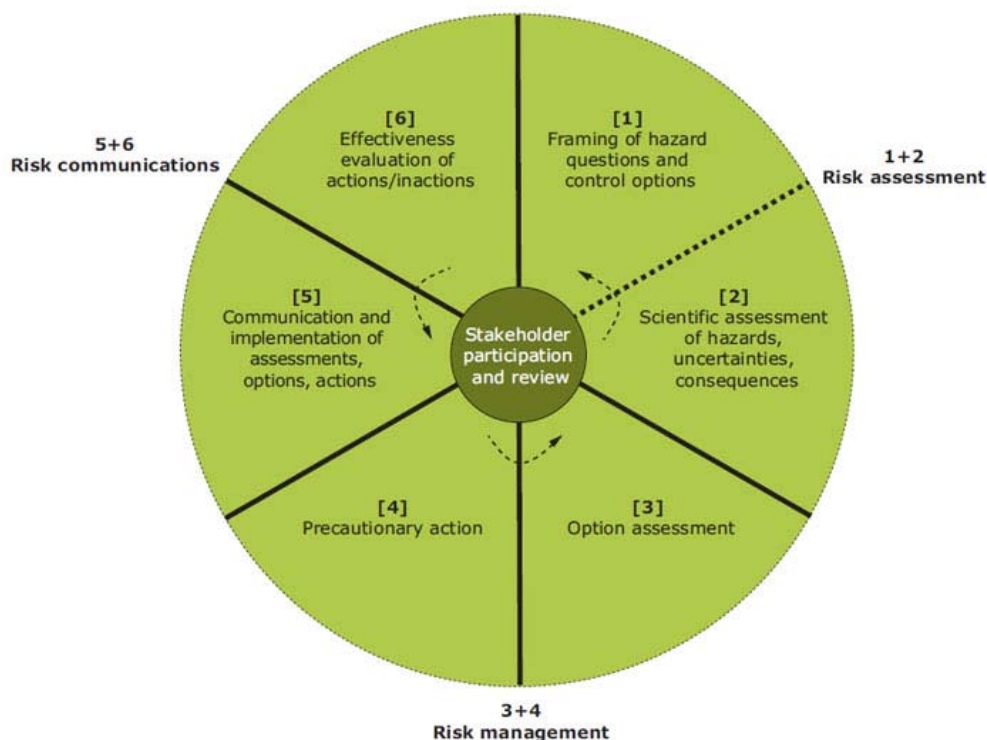 [6]
Effectiveness
evaluation of
actions/inactions
[1]
Framing of hazard
questions and
control options
5+6
Risk communications
1+2
Risk assessment
[5]
Communication and
implementation of
assessments,
options, actions
Stakeholder
participation
and review
[2]
Scientific assessment
of hazards,
uncertainties,
consequences
[4]
Precautionary action
[3]
Option assessment
3+4
Risk management